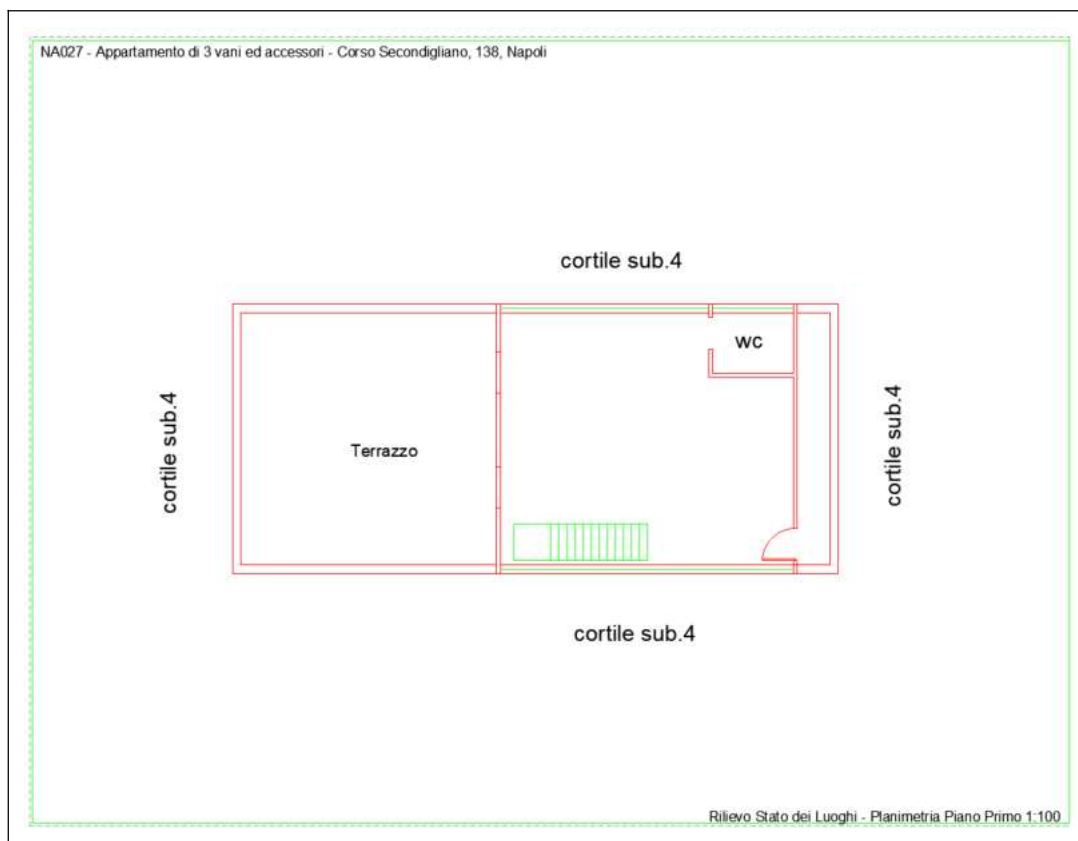 NA027 - Appartamento di 3 vani ed accessori - Corso Secondigliano, 138, Napoli
cortile sub.4
WC
cortile sub.4
Terrazzo
cortile sub.4
cortile sub.4
Rilievo Stato dei Luoghi - Planimetria Piano Primo 1:100